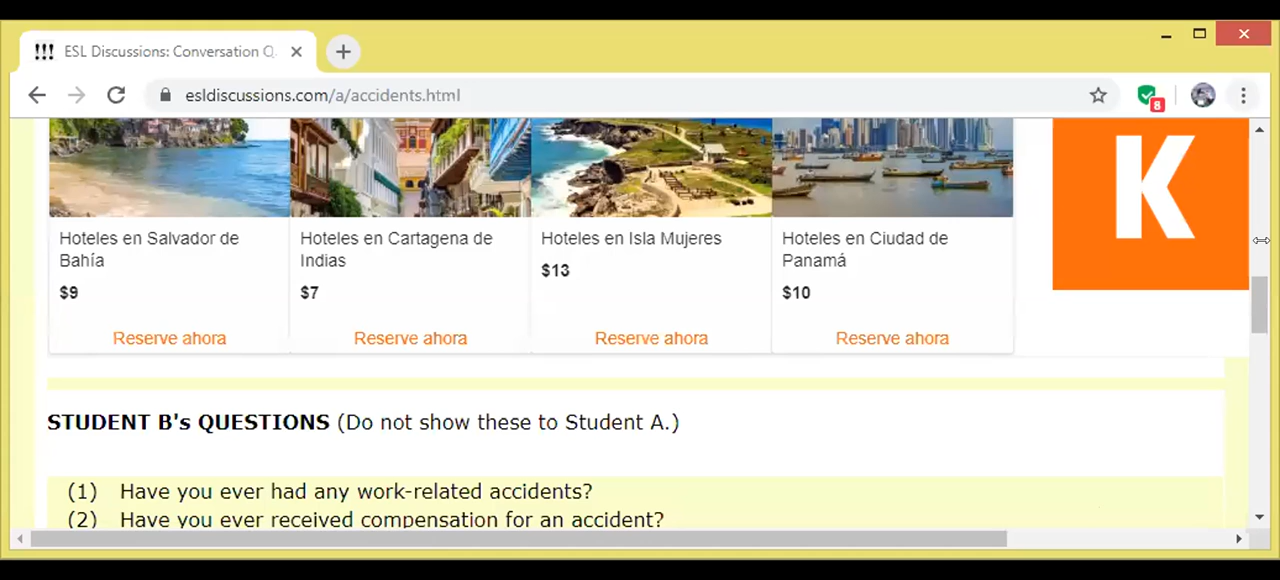 ESL Discussions: Conversation Q
esldiscussions.com/a/accidents.html
8
K
Hoteles en Salvador de
Bahía
$9
Reserve ahora
Hoteles en Cartagena de
Indias
$7
Reserve ahora
Hoteles en Isla Mujeres
$13
Reserve ahora
Hoteles en Ciudad de
Panamá
$10
Reserve ahora
STUDENT B's QUESTIONS (Do not show these to Student A.)
(1) Have you ever had any work-related accidents?
(2) Have you ever received compensation for an accident?